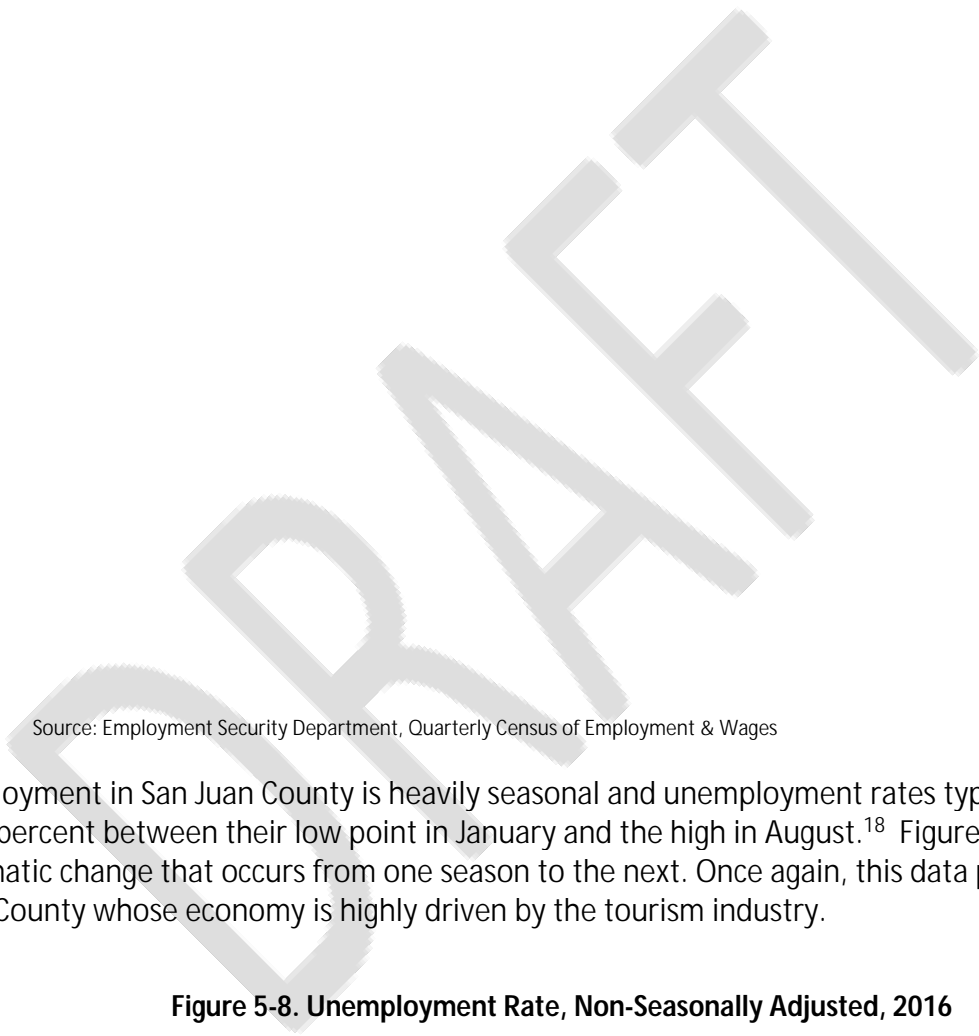 DRAFT
Source: Employment Security Department, Quarterly Census of Employment & Wages
loyment in San Juan County is heavily seasonal and unemployment rates typ
percent between their low point in January and the high in August.18 Figure
natic change that occurs from one season to the next. Once again, this data p
County whose economy is highly driven by the tourism industry.
Figure 5-8. Unemployment Rate, Non-Seasonally Adjusted, 2016